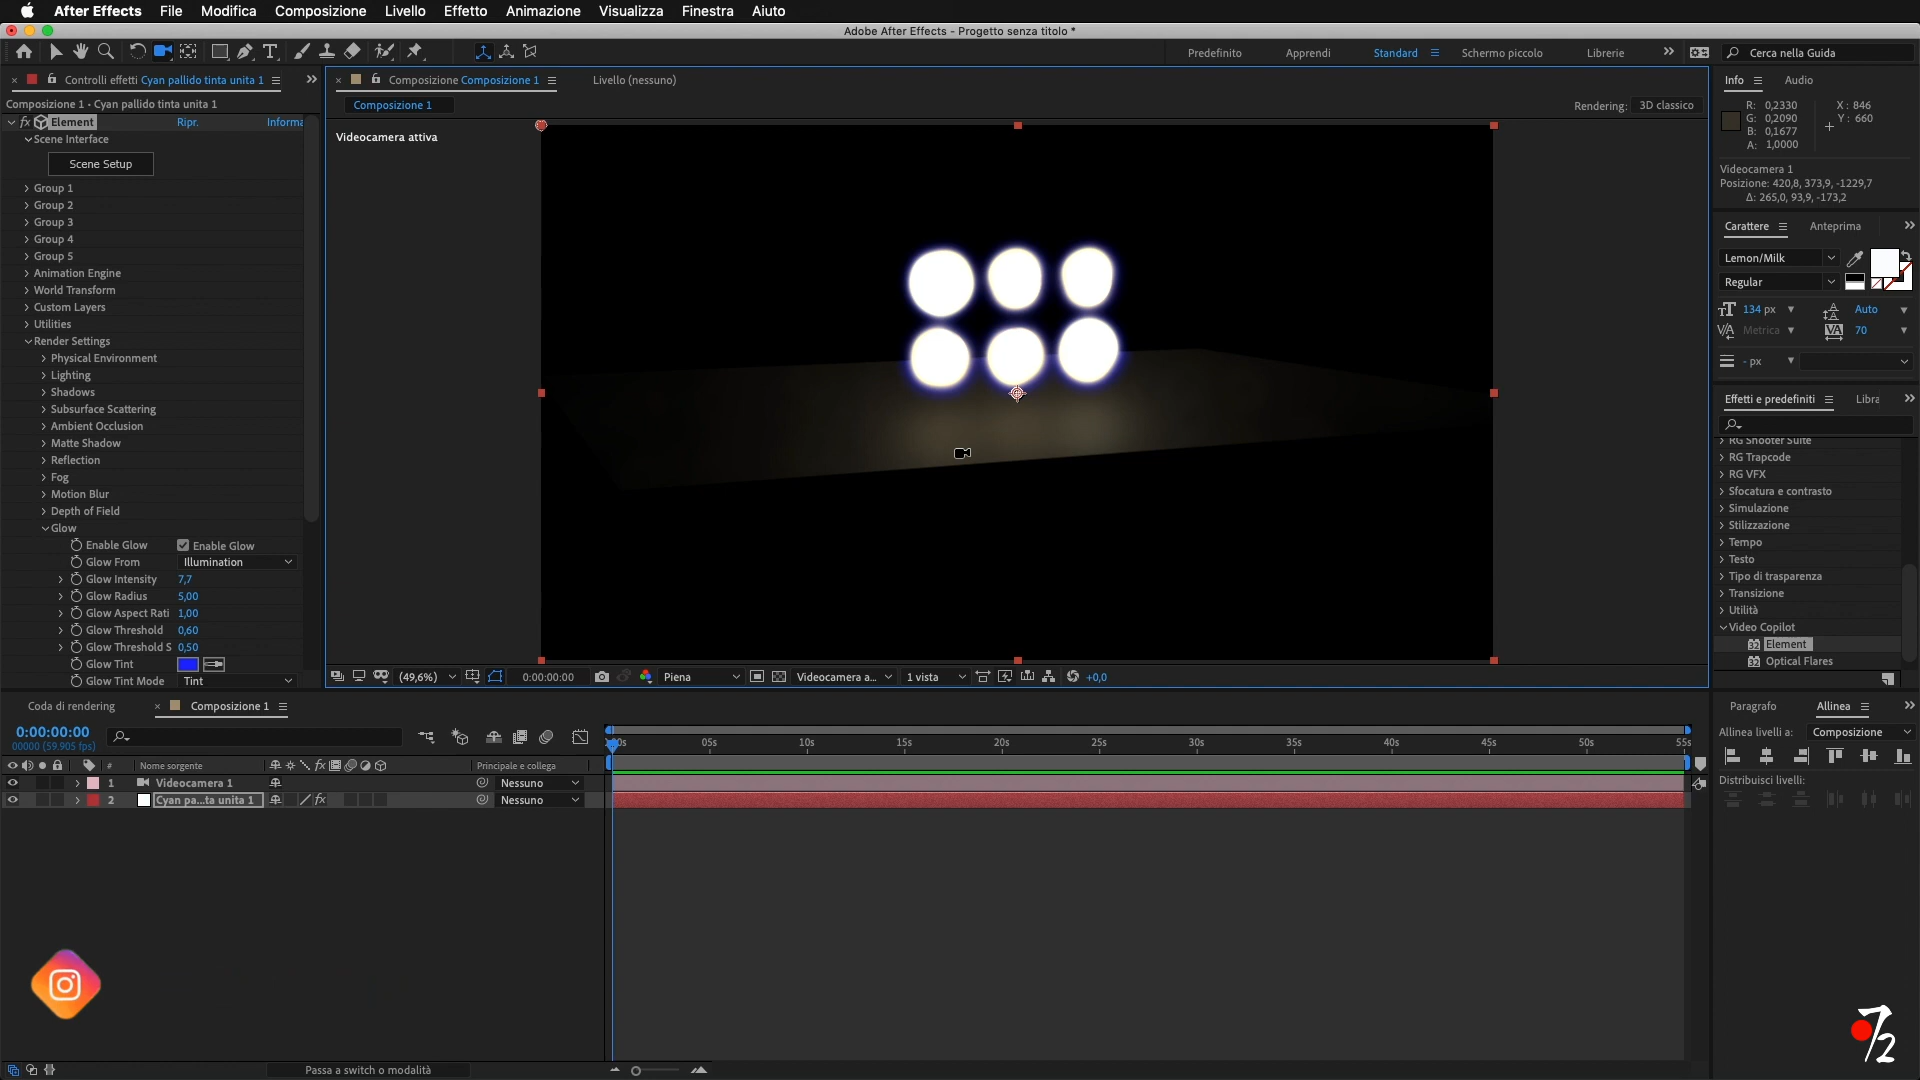 After Effects File Modifica Composizione Livello Effetto Animazione Visualizza Finestra Aiuto
Adobe After Effects - Progetto senza titolo *
Predefinito Apprendi Standard Schermo piccolo Librerie Cerca nella Guida
Controlli effetti Cyan pallido tinta unita 1
Composizione 1 • Cyan pallido tinta unita 1
fx Element Ripr. Informa
Scene Interface
Scene Setup
Group 1
Group 2
Group 3
Group 4
Group 5
Animation Engine
World Transform
Custom Layers
Utilities
Render Settings
Physical Environment
Lighting
Shadows
Subsurface Scattering
Ambient Occlusion
Matte Shadow
Reflection
Fog
Motion Blur
Depth of Field
Glow
Enable Glow Enable Glow
Glow From Illumination
Glow Intensity 7,7
Glow Radius 5,00
Glow Aspect Rati 1,00
Glow Threshold 0,60
Glow Threshold S 0,50
Glow Tint
Glow Tint Mode Tint
Composizione Composizione 1 Livello (nessuno)
Composizione 1 Rendering: 3D classico
Videocamera attiva
(49,6%) 0:00:00:00 Piena Videocamera a... 1 vista +0,0
Info Audio
R: 0,2330 X: 846
G: 0,2090 Y: 660
B: 0,1677
A: 1,0000
Videocamera 1
Posizione: 420,8, 373,9, -1229,7
Δ: 265,0, 93,9, -173,2
Carattere Anteprima
Lemon/Milk
Regular
134 px Auto
Metrica 70
- px
Effetti e predefiniti Libra
RG Shooter Suite
RG Trapcode
RG VFX
Sfocatura e contrasto
Simulazione
Stilizzazione
Tempo
Testo
Tipo di trasparenza
Transizione
Utilità
Video Copilot
32 Element
32 Optical Flares
Paragrafo Allinea
Allinea livelli a: Composizione
Distribuisci livelli:
Coda di rendering Composizione 1
0:00:00:00
00000 (59.905 fps)
05s 10s 15s 20s 25s 30s 35s 40s 45s 50s 55s
# Nome sorgente fx Principale e collega
1 Videocamera 1 Nessuno
2 Cyan pa...ta unita 1 fx Nessuno
Passa a switch o modalità
72